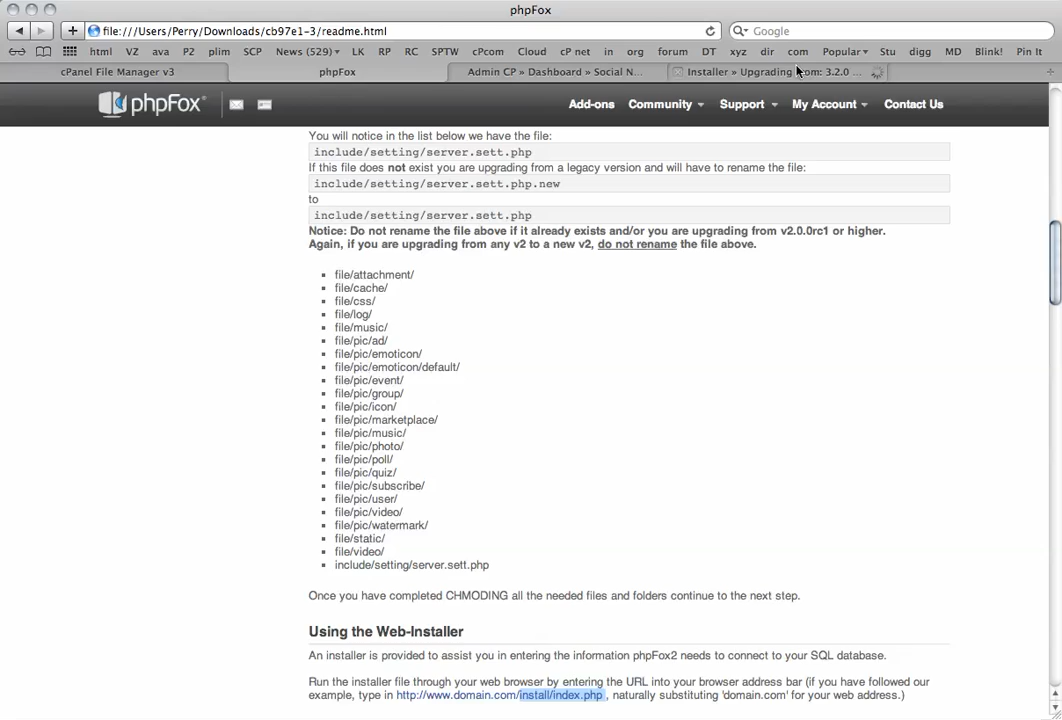 phpFox
file:///Users/Perry/Downloads/cb97e1-3/readme.html
Google
html VZ ava P2 plim SCP News (529) LK RP RC SPTW cPcom Cloud cP net in org forum DT xyz dir com Popular Stu digg MD Blink! Pin It
cPanel File Manager v3
phpFox
Admin CP » Dashboard » Social N...
Installer » Upgrading from: 3.2.0 ...
phpFox
Add-ons Community Support My Account Contact Us
You will notice in the list below we have the file:
include/setting/server.sett.php
If this file does not exist you are upgrading from a legacy version and will have to rename the file:
include/setting/server.sett.php.new
to
include/setting/server.sett.php
Notice: Do not rename the file above if it already exists and/or you are upgrading from v2.0.0rc1 or higher.
Again, if you are upgrading from any v2 to a new v2, do not rename the file above.
file/attachment/
file/cache/
file/css/
file/log/
file/music/
file/pic/ad/
file/pic/emoticon/
file/pic/emoticon/default/
file/pic/event/
file/pic/group/
file/pic/icon/
file/pic/marketplace/
file/pic/music/
file/pic/photo/
file/pic/poll/
file/pic/quiz/
file/pic/subscribe/
file/pic/user/
file/pic/video/
file/pic/watermark/
file/static/
file/video/
include/setting/server.sett.php
Once you have completed CHMODING all the needed files and folders continue to the next step.
Using the Web-Installer
An installer is provided to assist you in entering the information phpFox2 needs to connect to your SQL database.
Run the installer file through your web browser by entering the URL into your browser address bar (if you have followed our
example, type in http://www.domain.com/install/index.php , naturally substituting 'domain.com' for your web address.)